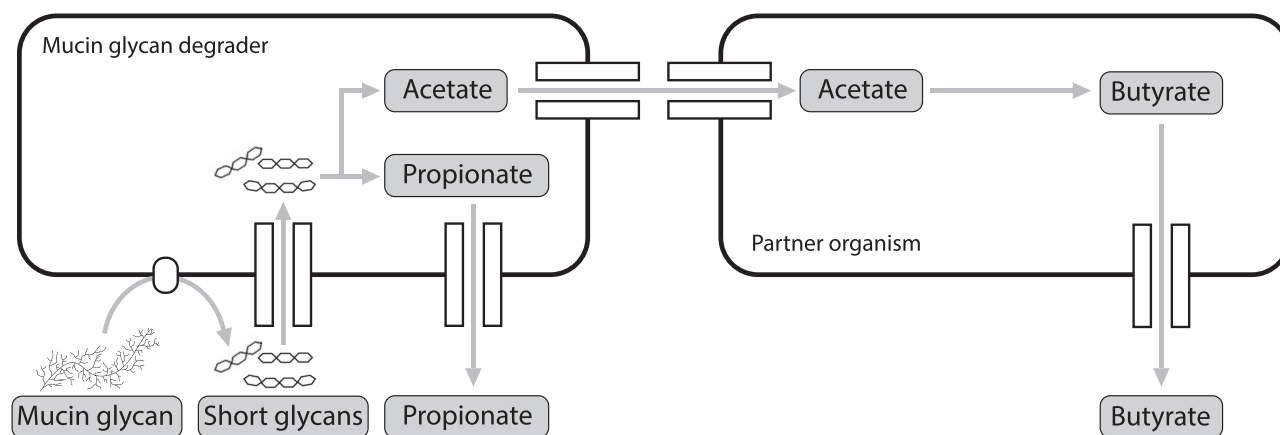 Mucin glycan degrader
Acetate
Acetate
Butyrate
Propionate
Partner organism
Mucin glycan
Short glycans
Propionate
Butyrate